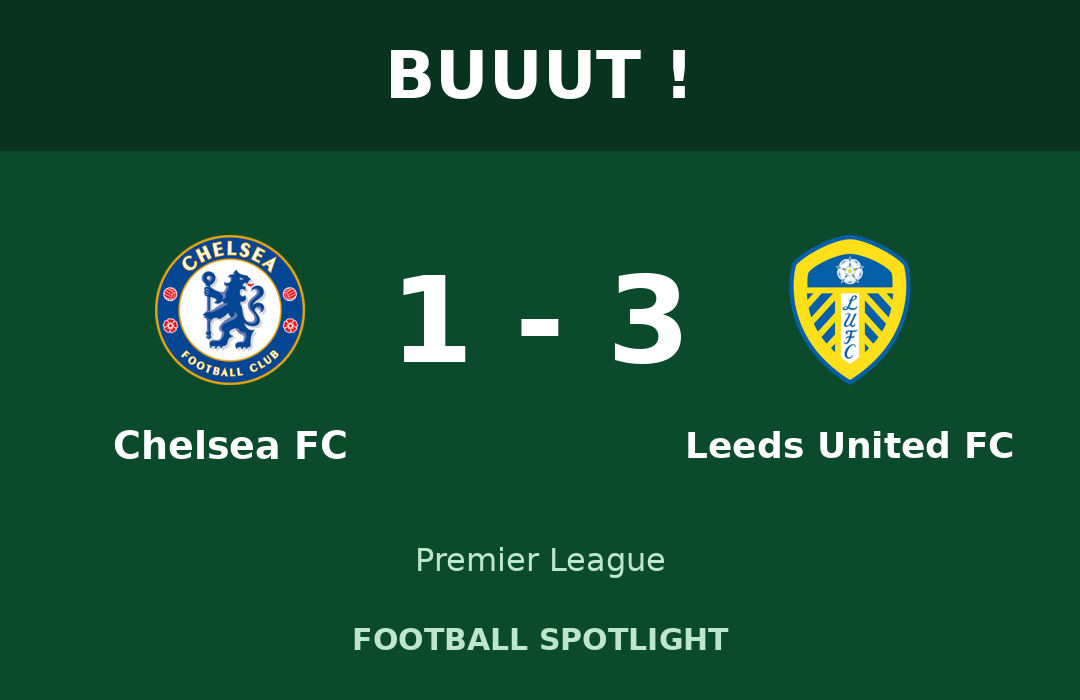 BUUUT !
CHELSEA
FOOTBALL CLUB
1 - 3
LUFC
Chelsea FC
Leeds United FC
Premier League
FOOTBALL SPOTLIGHT